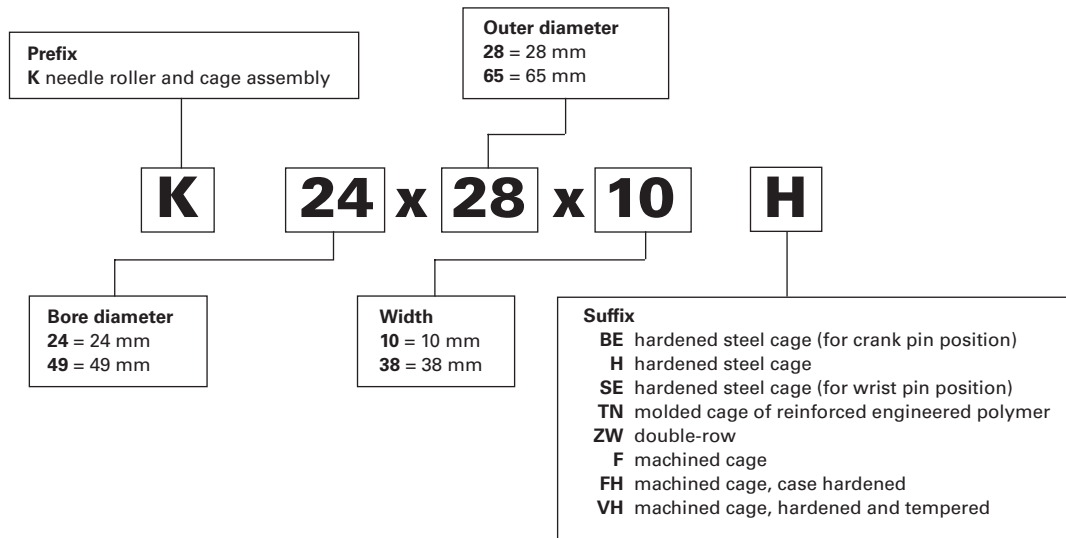 Prefix
K needle roller and cage assembly
Outer diameter
28 = 28 mm
65 = 65 mm
K 24 x 28 x 10 H
Bore diameter
24 = 24 mm
49 = 49 mm
Width
10 = 10 mm
38 = 38 mm
Suffix
BE hardened steel cage (for crank pin position)
H hardened steel cage
SE hardened steel cage (for wrist pin position)
TN molded cage of reinforced engineered polymer
ZW double-row
F machined cage
FH machined cage, case hardened
VH machined cage, hardened and tempered